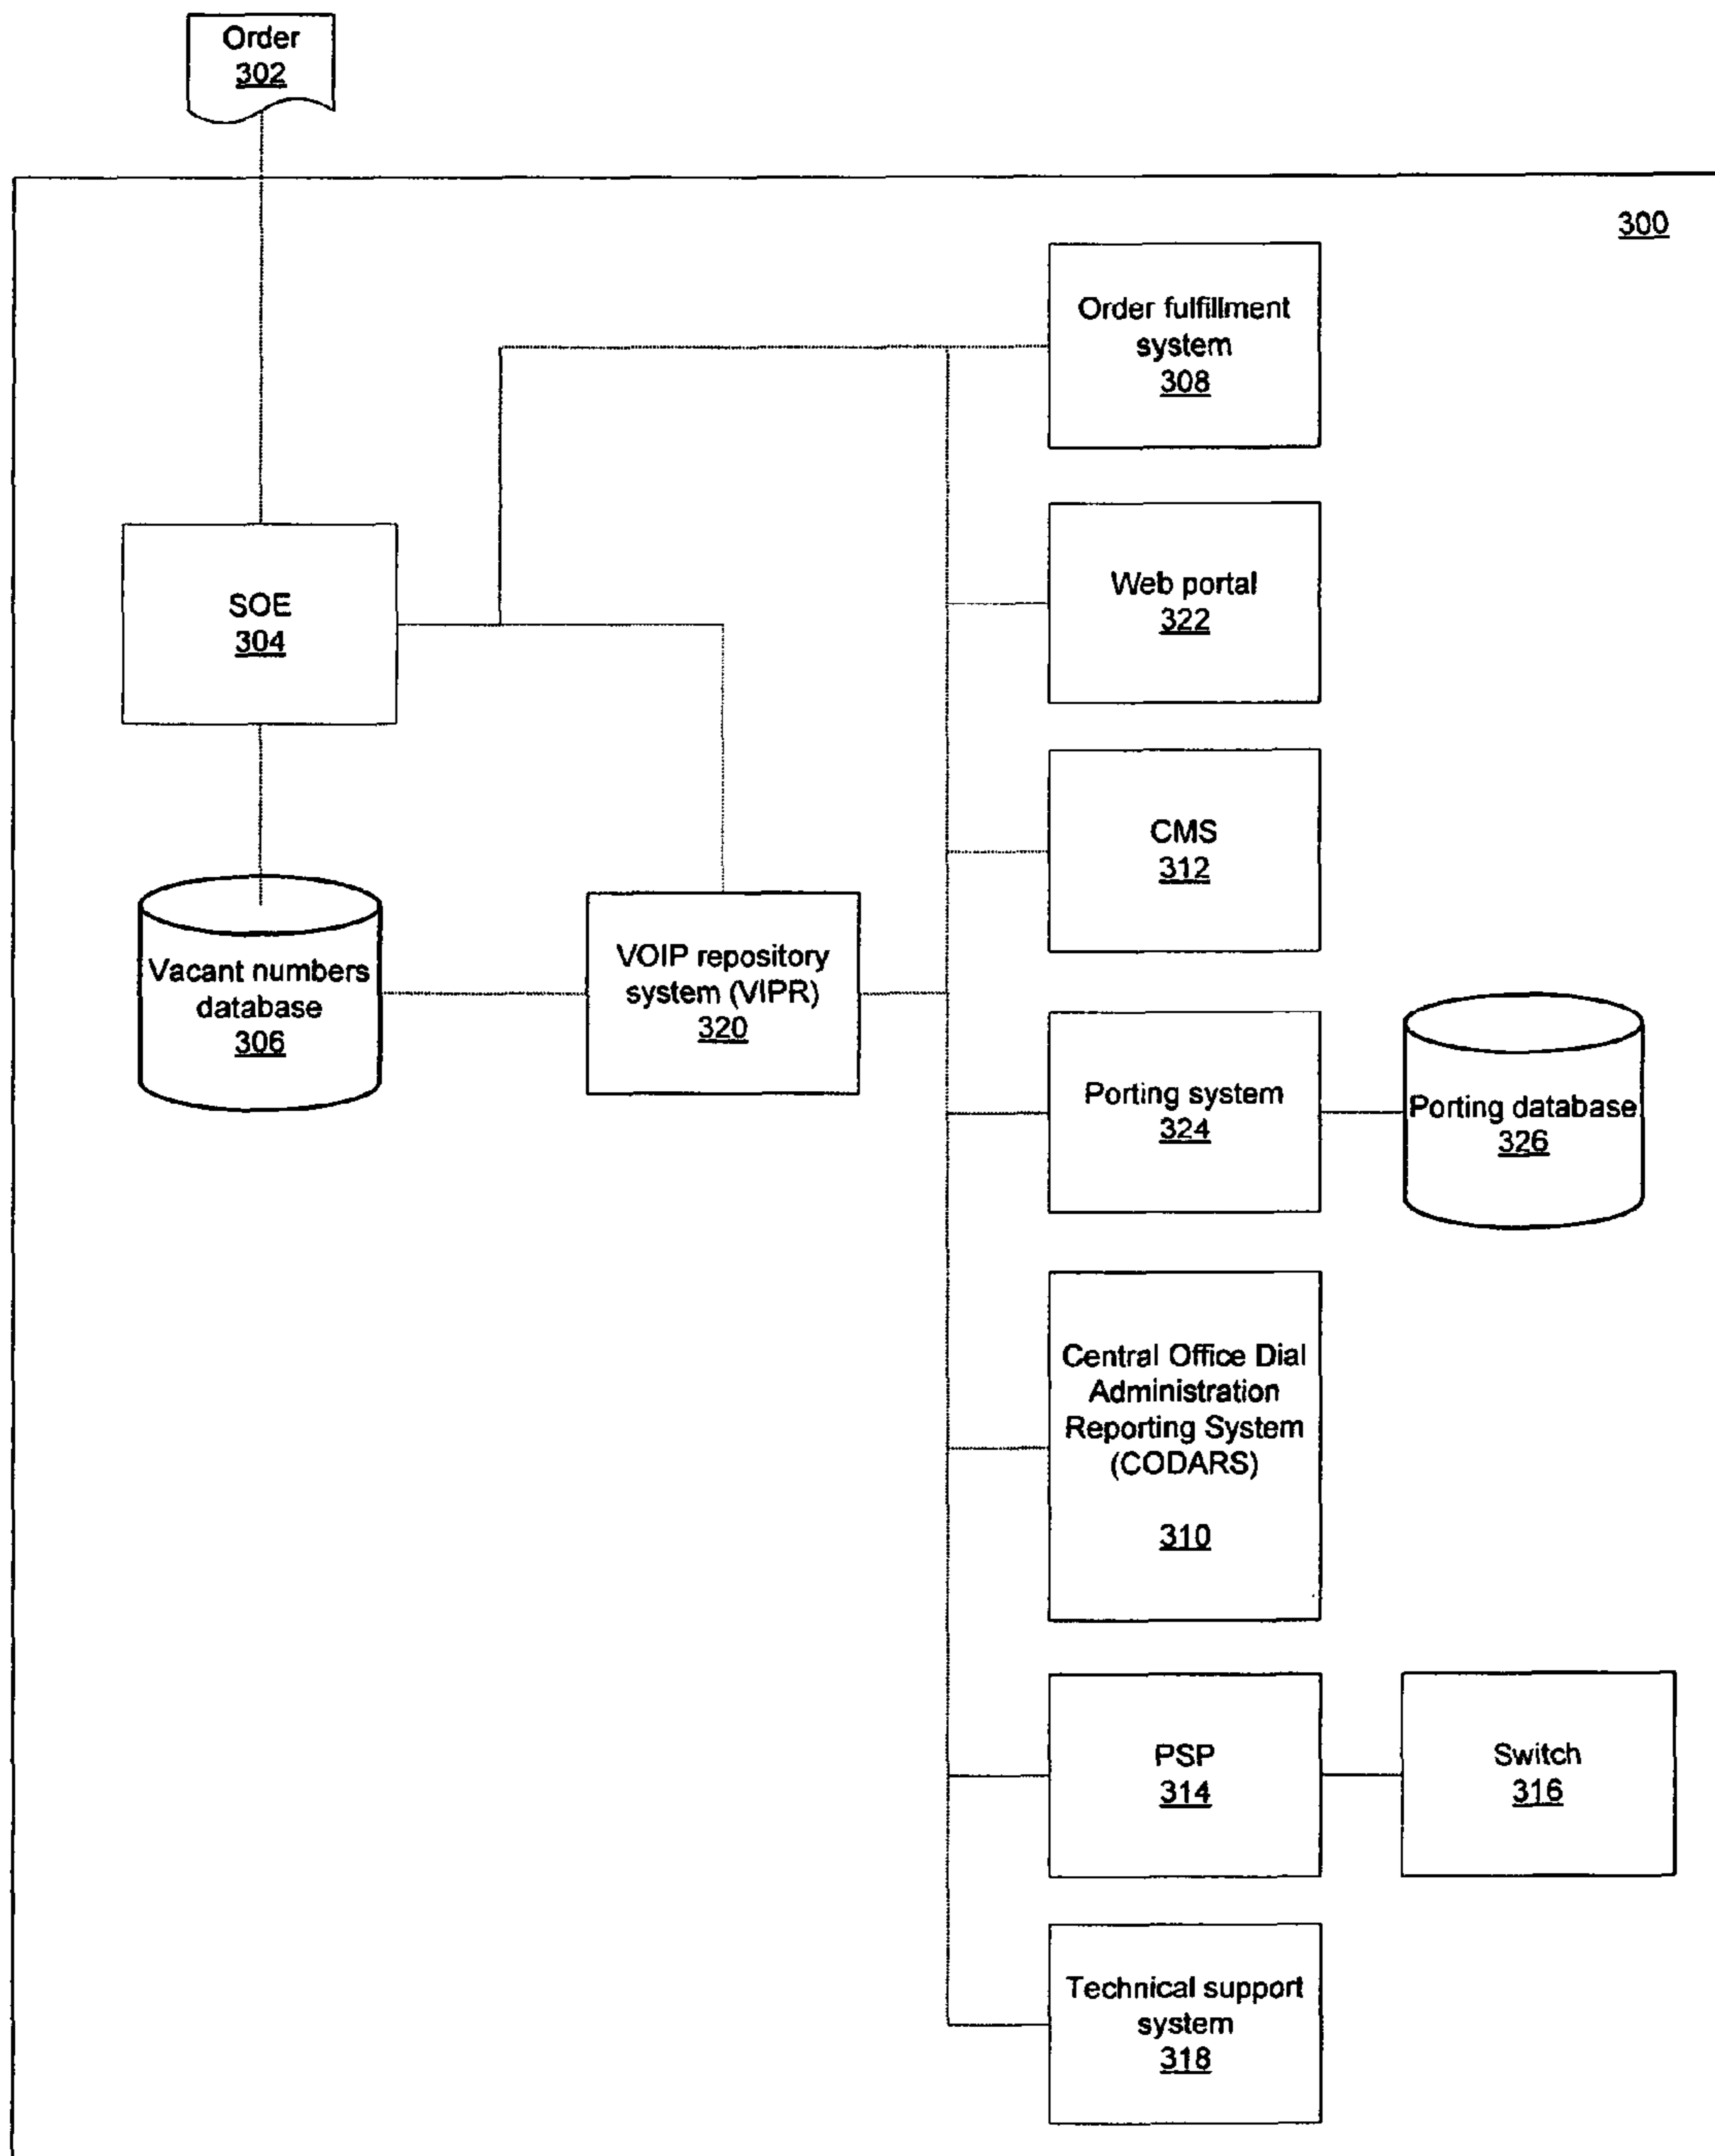 Order
302
300
Order fulfillment
system
308
Web portal
322
SOE
304
CMS
312
VOIP repository
system (VIPR)
320
Vacant numbers
database
306
Porting system
324
Porting database
326
Central Office Dial
Administration
Reporting System
(CODARS)
310
PSP
314
Switch
316
Technical support
system
318